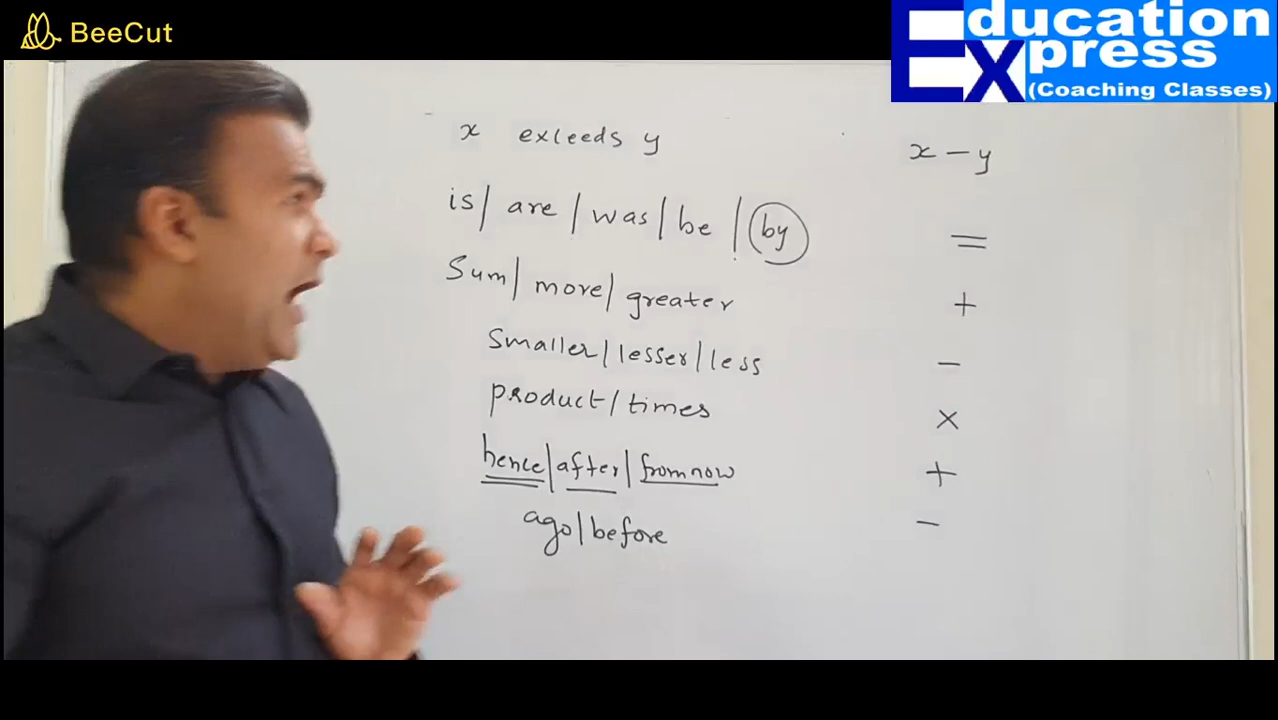 BeeCut
Education
Express
(Coaching Classes)
x exceeds y x - y
is/ are / was / be / by =
Sum/ more/ greater +
Smaller/ lesser/ less -
product/ times ×
hence/ after/ from now +
ago/ before -